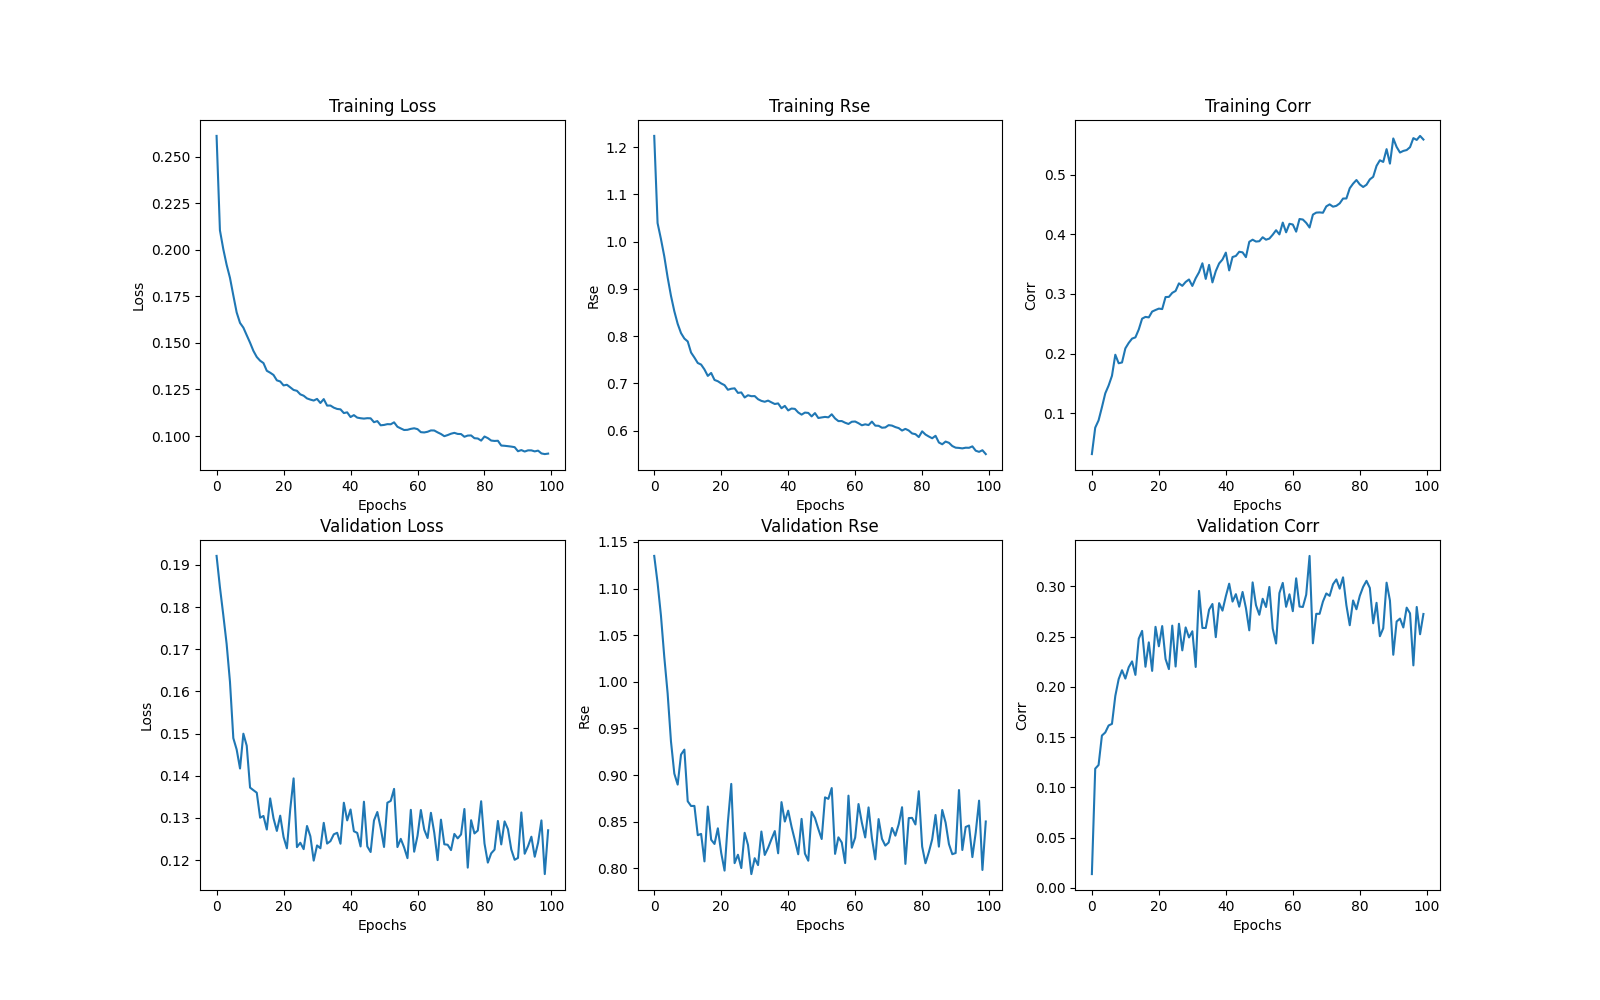 Training Loss
Loss
0.250
0.225
0.200
0.175
0.150
0.125
0.100
0 20 40 60 80 100
Epochs
Training Rse
Rse
1.2
1.1
1.0
0.9
0.8
0.7
0.6
0 20 40 60 80 100
Epochs
Training Corr
Corr
0.5
0.4
0.3
0.2
0.1
0 20 40 60 80 100
Epochs
Validation Loss
Loss
0.19
0.18
0.17
0.16
0.15
0.14
0.13
0.12
0 20 40 60 80 100
Epochs
Validation Rse
Rse
1.15
1.10
1.05
1.00
0.95
0.90
0.85
0.80
0 20 40 60 80 100
Epochs
Validation Corr
Corr
0.30
0.25
0.20
0.15
0.10
0.05
0.00
0 20 40 60 80 100
Epochs